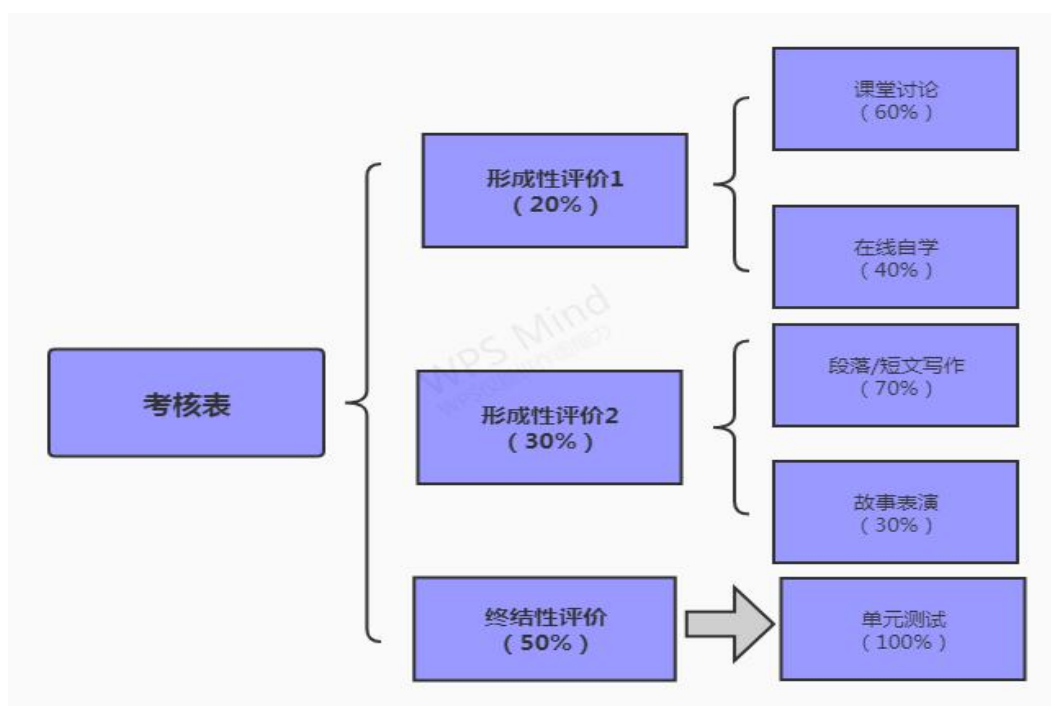 考核表
形成性评价1
(20%)
课堂讨论
(60%)
在线自学
(40%)
形成性评价2
(30%)
段落/短文写作
(70%)
故事表演
(30%)
终结性评价
(50%)
单元测试
(100%)
WPS Mind